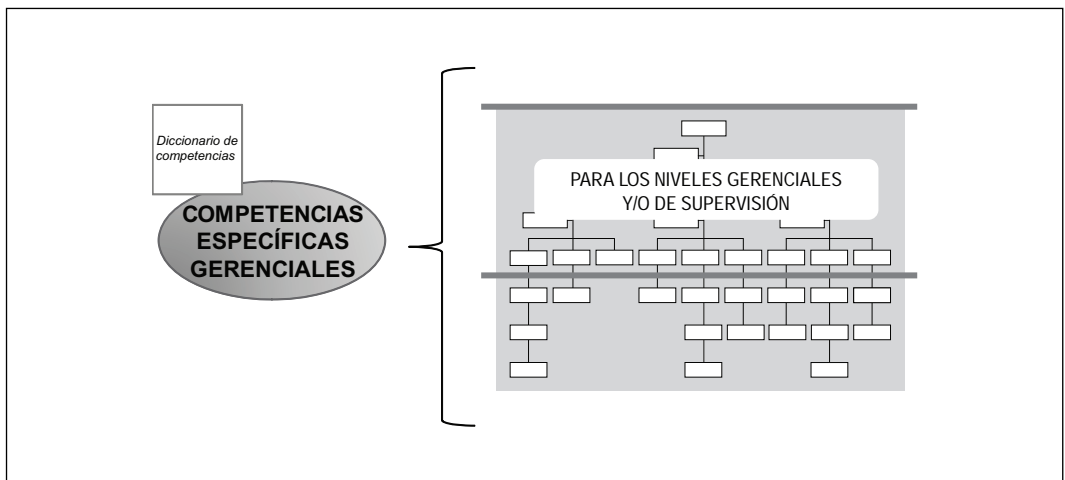 Diccionario de
competencias
COMPETENCIAS
ESPECÍFICAS
GERENCIALES
PARA LOS NIVELES GERENCIALES
Y/O DE SUPERVISIÓN